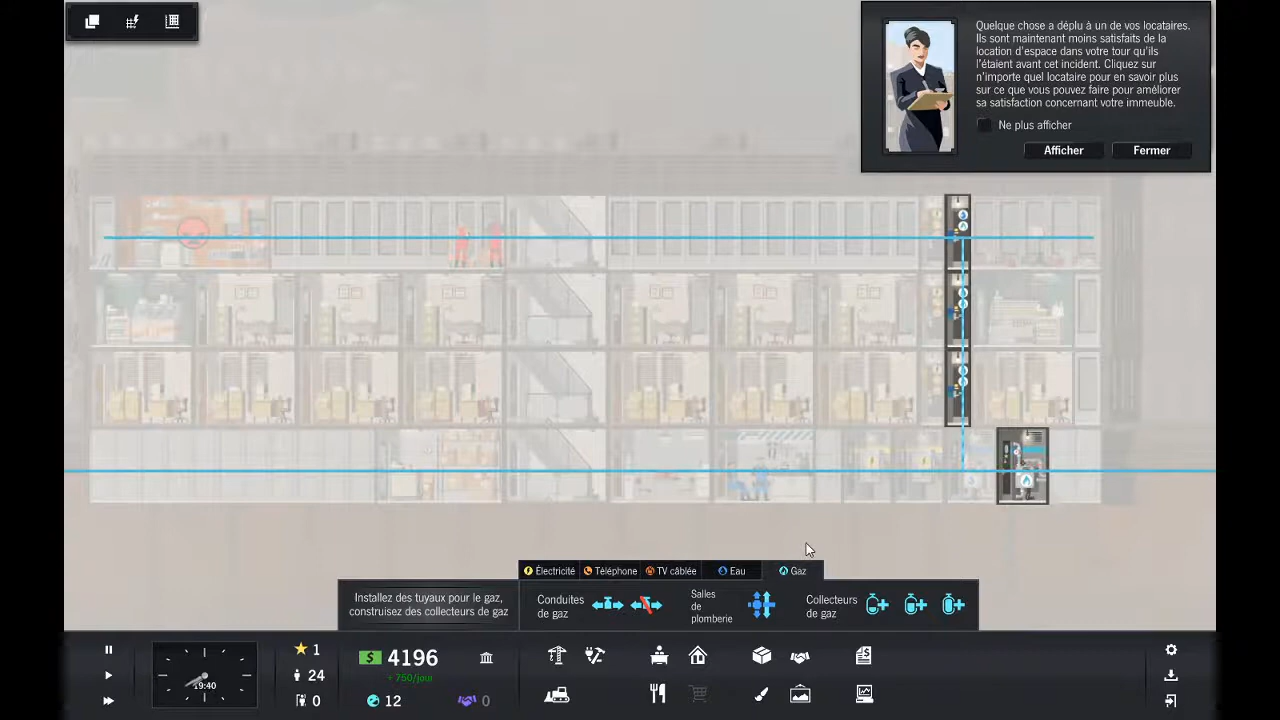 Quelque chose a déplu à un de vos locataires.
Ils sont maintenant moins satisfaits de la
location d'espace dans votre tour qu'ils
l'étaient avant cet incident. Cliquez sur
n'importe quel locataire pour en savoir plus
sur ce que vous pouvez faire pour améliorer
sa satisfaction concernant votre immeuble.
Ne plus afficher
Afficher
Fermer
Électricité
Téléphone
TV câblée
Eau
Gaz
Installez des tuyaux pour le gaz,
construisez des collecteurs de gaz
Conduites
de gaz
Salles
de
plomberie
Collecteurs
de gaz
19:40
1
24
0
$ 4196
+ 750/jour
12
0